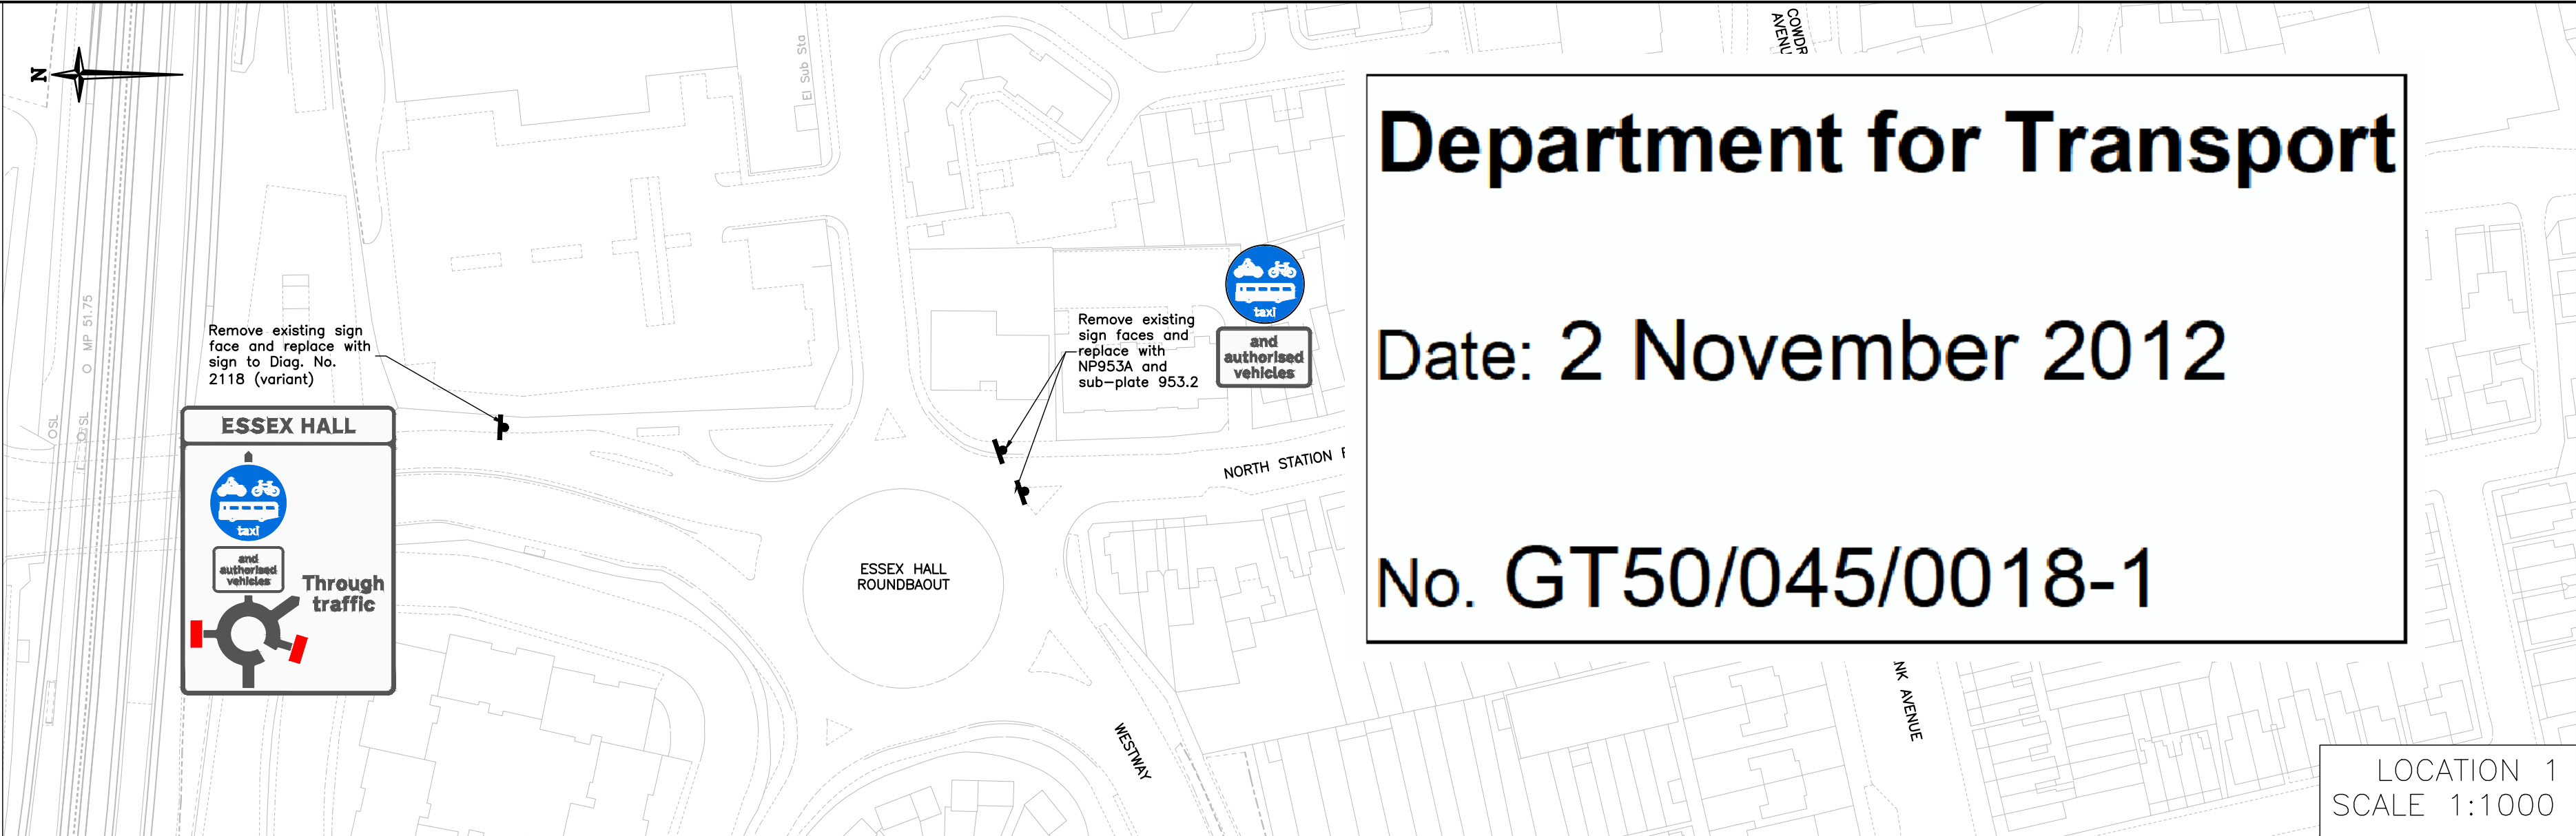 COWDR
AVENU
N
El Sub Sta
Department for Transport
Date: 2 November 2012
No. GT50/045/0018-1
MP 51.75
OSL
OSL
Remove existing sign
face and replace with
sign to Diag. No.
2118 (variant)
ESSEX HALL
taxi
and
authorised
vehicles
Through
traffic
Remove existing
sign faces and
replace with
NP953A and
sub-plate 953.2
taxi
and
authorised
vehicles
NORTH STATION
ESSEX HALL
ROUNDBAOUT
WESTWAY
NK AVENUE
LOCATION 1
SCALE 1:1000